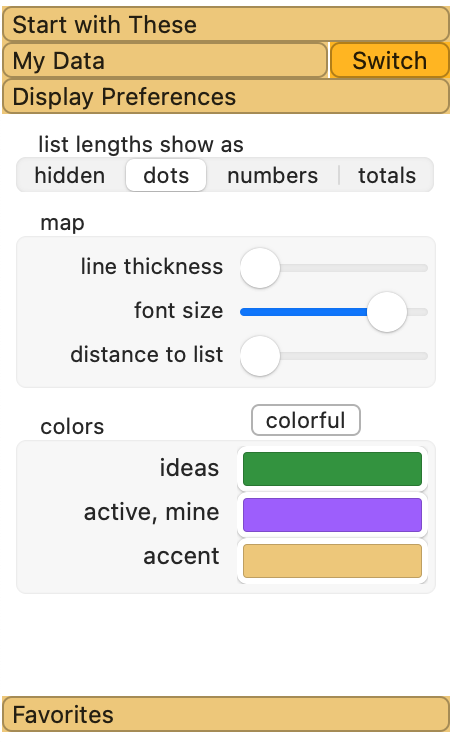 Start with These
My Data Switch
Display Preferences
list lengths show as
hidden dots numbers totals
map
line thickness
font size
distance to list
colors colorful
ideas
active, mine
accent
Favorites